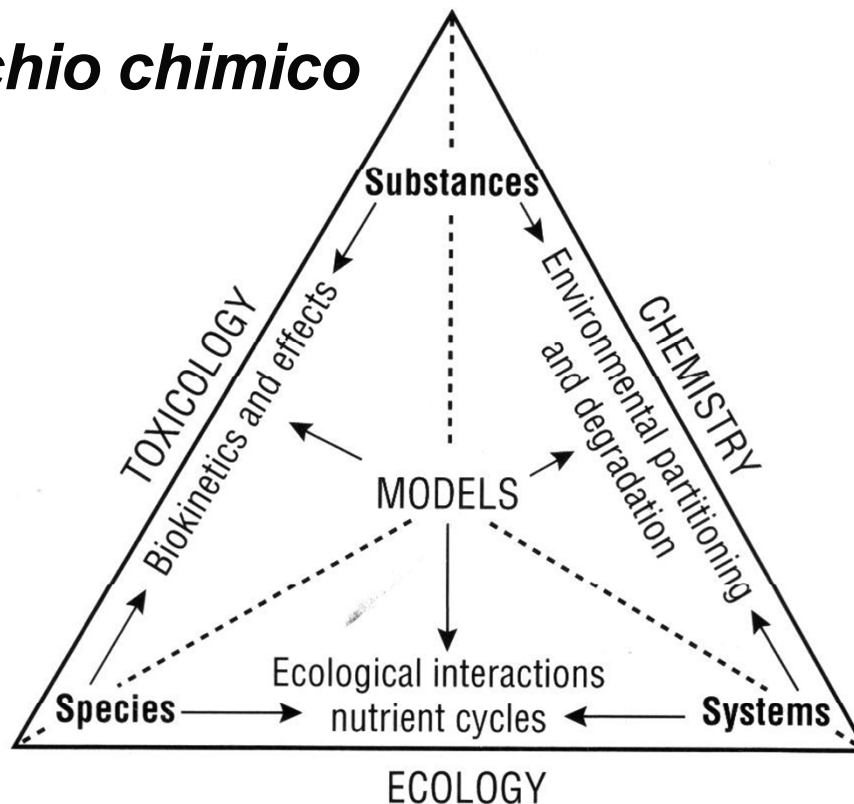 chio chimico
Substances
TOXICOLOGY
Biokinetics and effects
CHEMISTRY
Environmental partitioning
and degradation
MODELS
Ecological interactions
nutrient cycles
Species
Systems
ECOLOGY